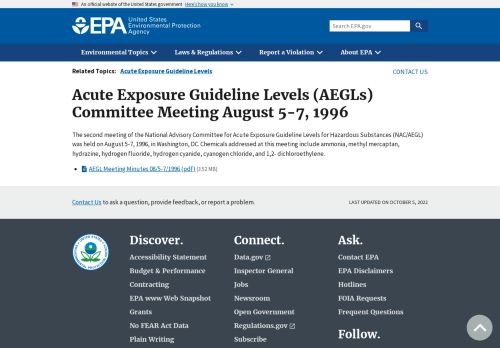 An official website of the United States government Here's how you know
EPA United States
Environmental Protection
Agency
Search EPA.gov
Environmental Topics
Laws & Regulations
Report a Violation
About EPA
Related Topics: Acute Exposure Guideline Levels
CONTACT US
Acute Exposure Guideline Levels (AEGLs)
Committee Meeting August 5-7, 1996
The second meeting of the National Advisory Committee for Acute Exposure Guideline Levels for Hazardous Substances (NAC/AEGL)
was held on August 5-7, 1996, in Washington, DC. Chemicals addressed at this meeting include ammonia, methyl mercaptan,
hydrazine, hydrogen fluoride, hydrogen cyanide, cyanogen chloride, and 1,2- dichloroethylene.
AEGL Meeting Minutes 08/5-7/1996 (pdf) (3.52 MB)
Contact Us to ask a question, provide feedback, or report a problem.
LAST UPDATED ON OCTOBER 5, 2022
Discover.
Accessibility Statement
Budget & Performance
Contracting
EPA www Web Snapshot
Grants
No FEAR Act Data
Plain Writing
Connect.
Data.gov
Inspector General
Jobs
Newsroom
Open Government
Regulations.gov
Subscribe
Ask.
Contact EPA
EPA Disclaimers
Hotlines
FOIA Requests
Frequent Questions
Follow.